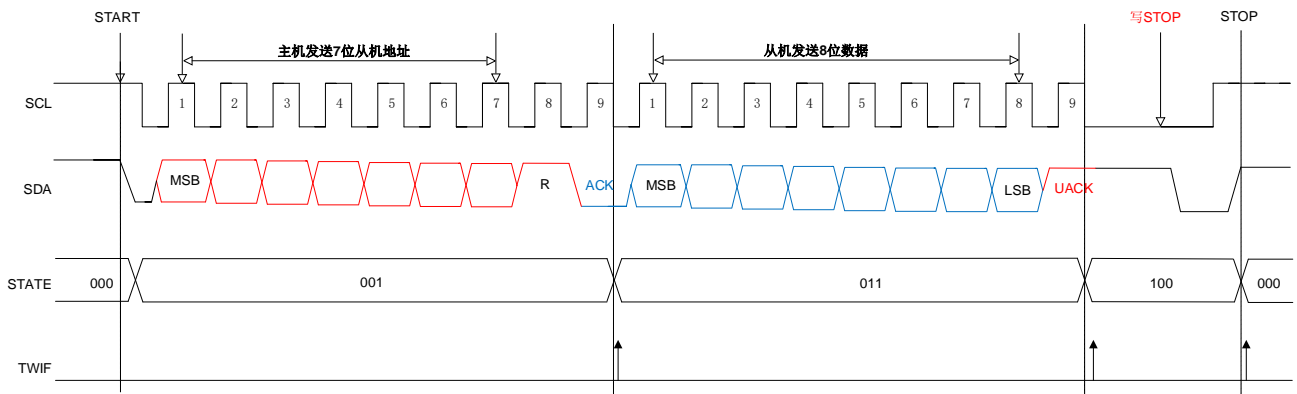 START 写STOP STOP
主机发送7位从机地址 从机发送8位数据
SCL 1 2 3 4 5 6 7 8 9 1 2 3 4 5 6 7 8 9
SDA MSB R ACK MSB LSB UACK
STATE 000 001 011 100 000
TWIF